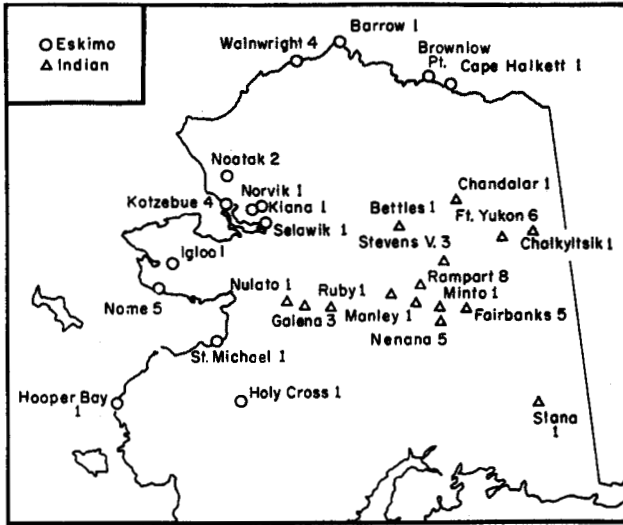 Eskimo
Indian
Barrow 1
Wainwright 4
Brownlow
Pt.
Cape Halkett 1
Noatak 2
Norvik 1
Kotzebue 4
Kiana 1
Selawik 1
Chandalar 1
Bettles 1
Ft. Yukon 6
Stevens V. 3
Chalkyitsik 1
Igloo 1
Nome 5
Nulato 1
Ruby 1
Rampart 8
Galena 3
Manley 1
Minto 1
Fairbanks 5
Nenana 5
St. Michael 1
Hooper Bay
1
Holy Cross 1
Slana
1